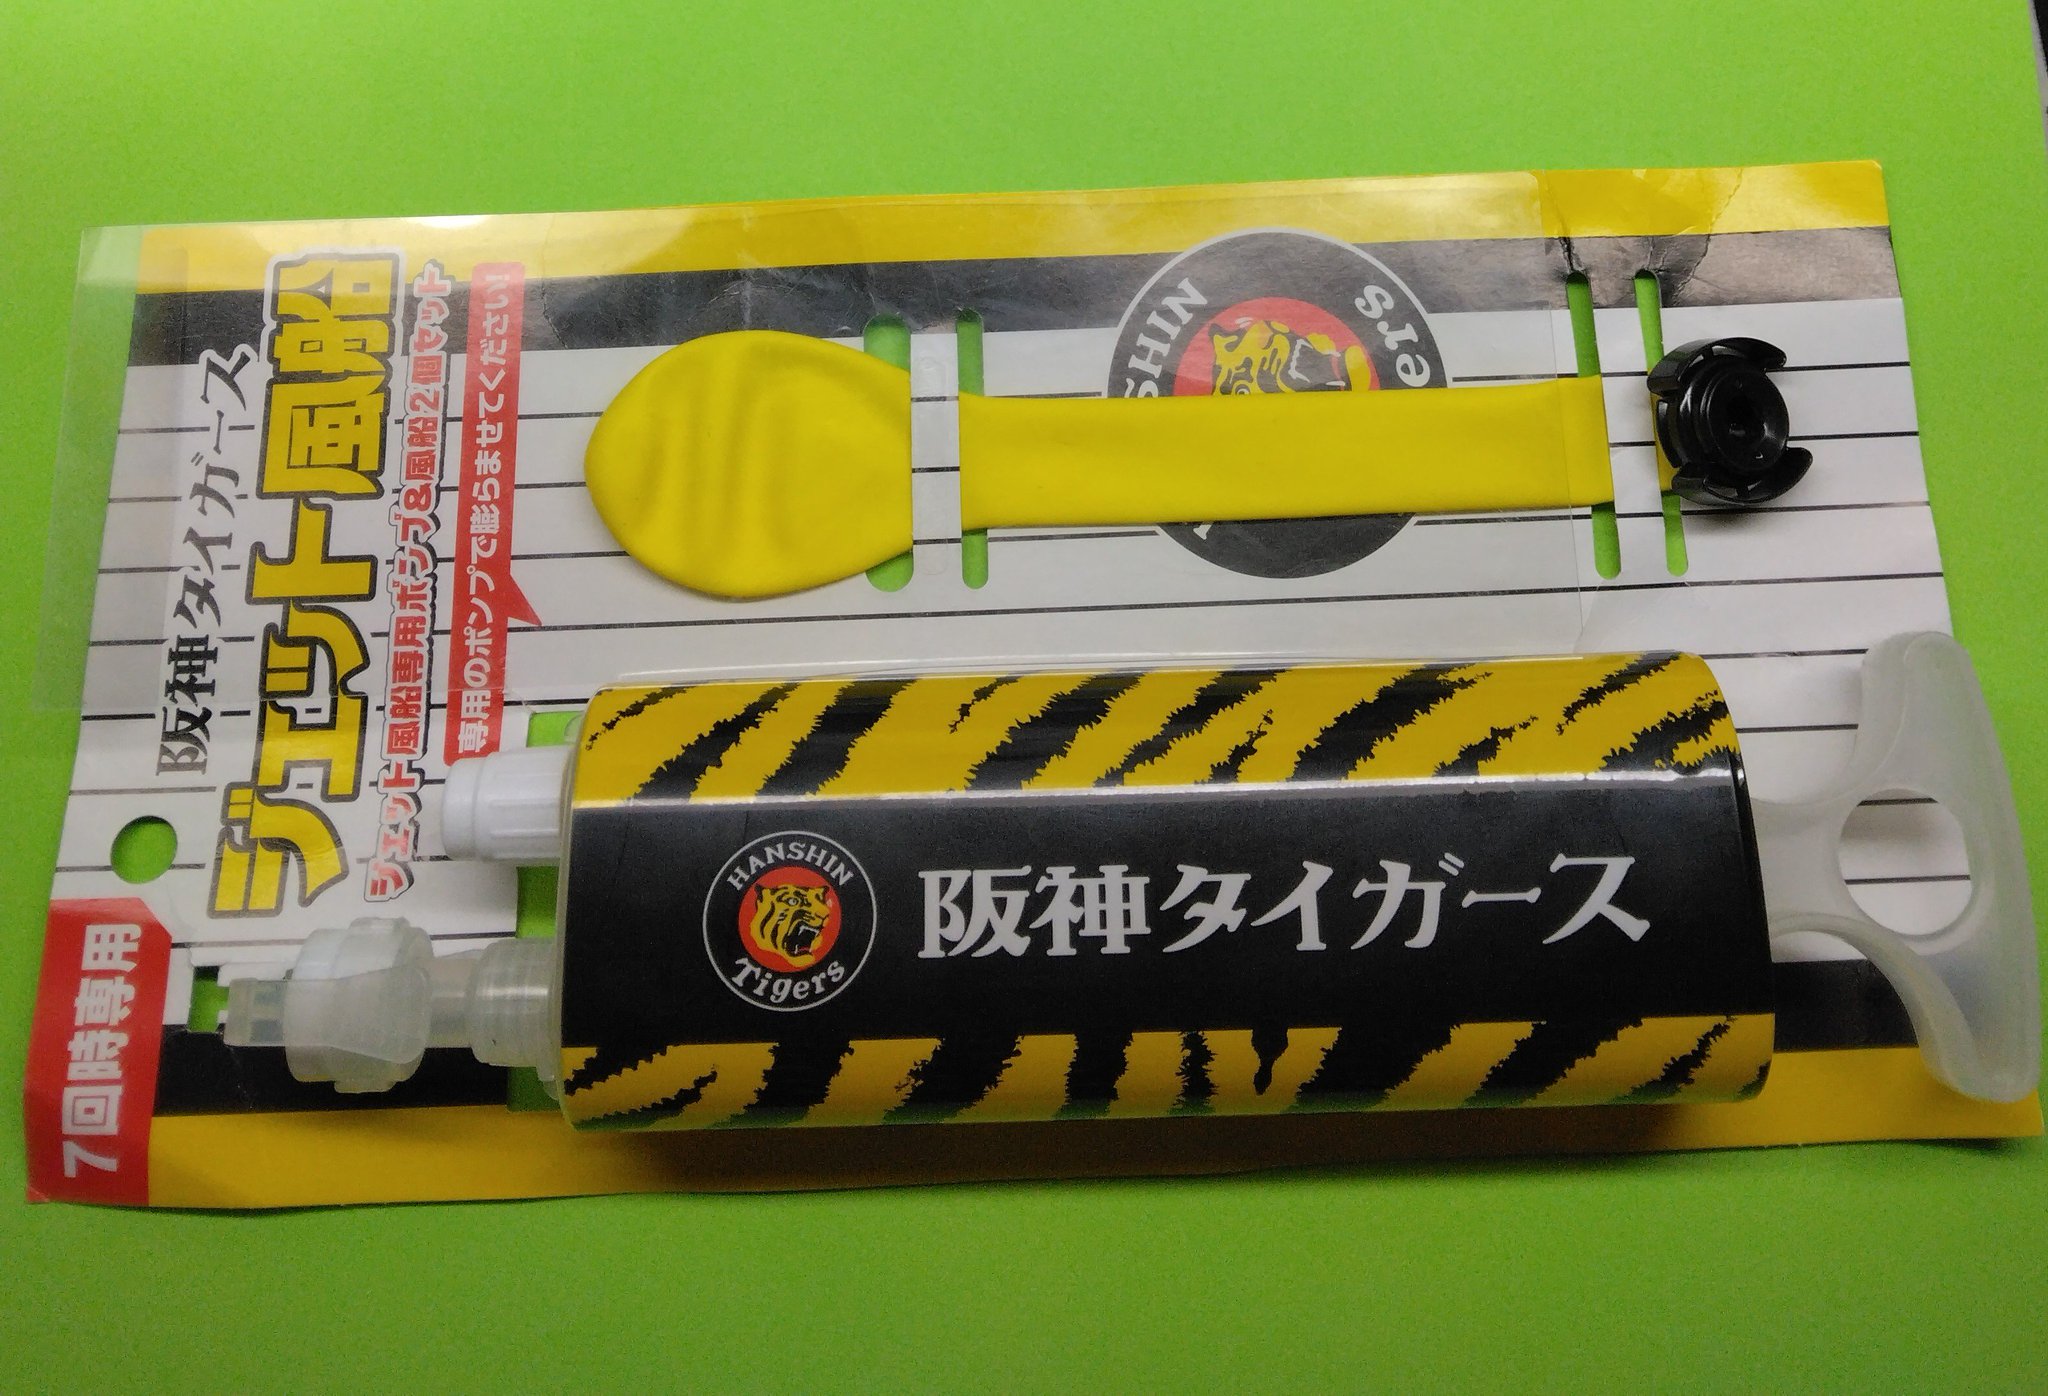 阪神タイガース
ジェット風船
ジェット風船専用ポンプ&風船2個セット
専用のポンプで膨らませてください!
7回時専用
HANSHIN
Tigers
阪神タイガース
HANSHIN
Tigers